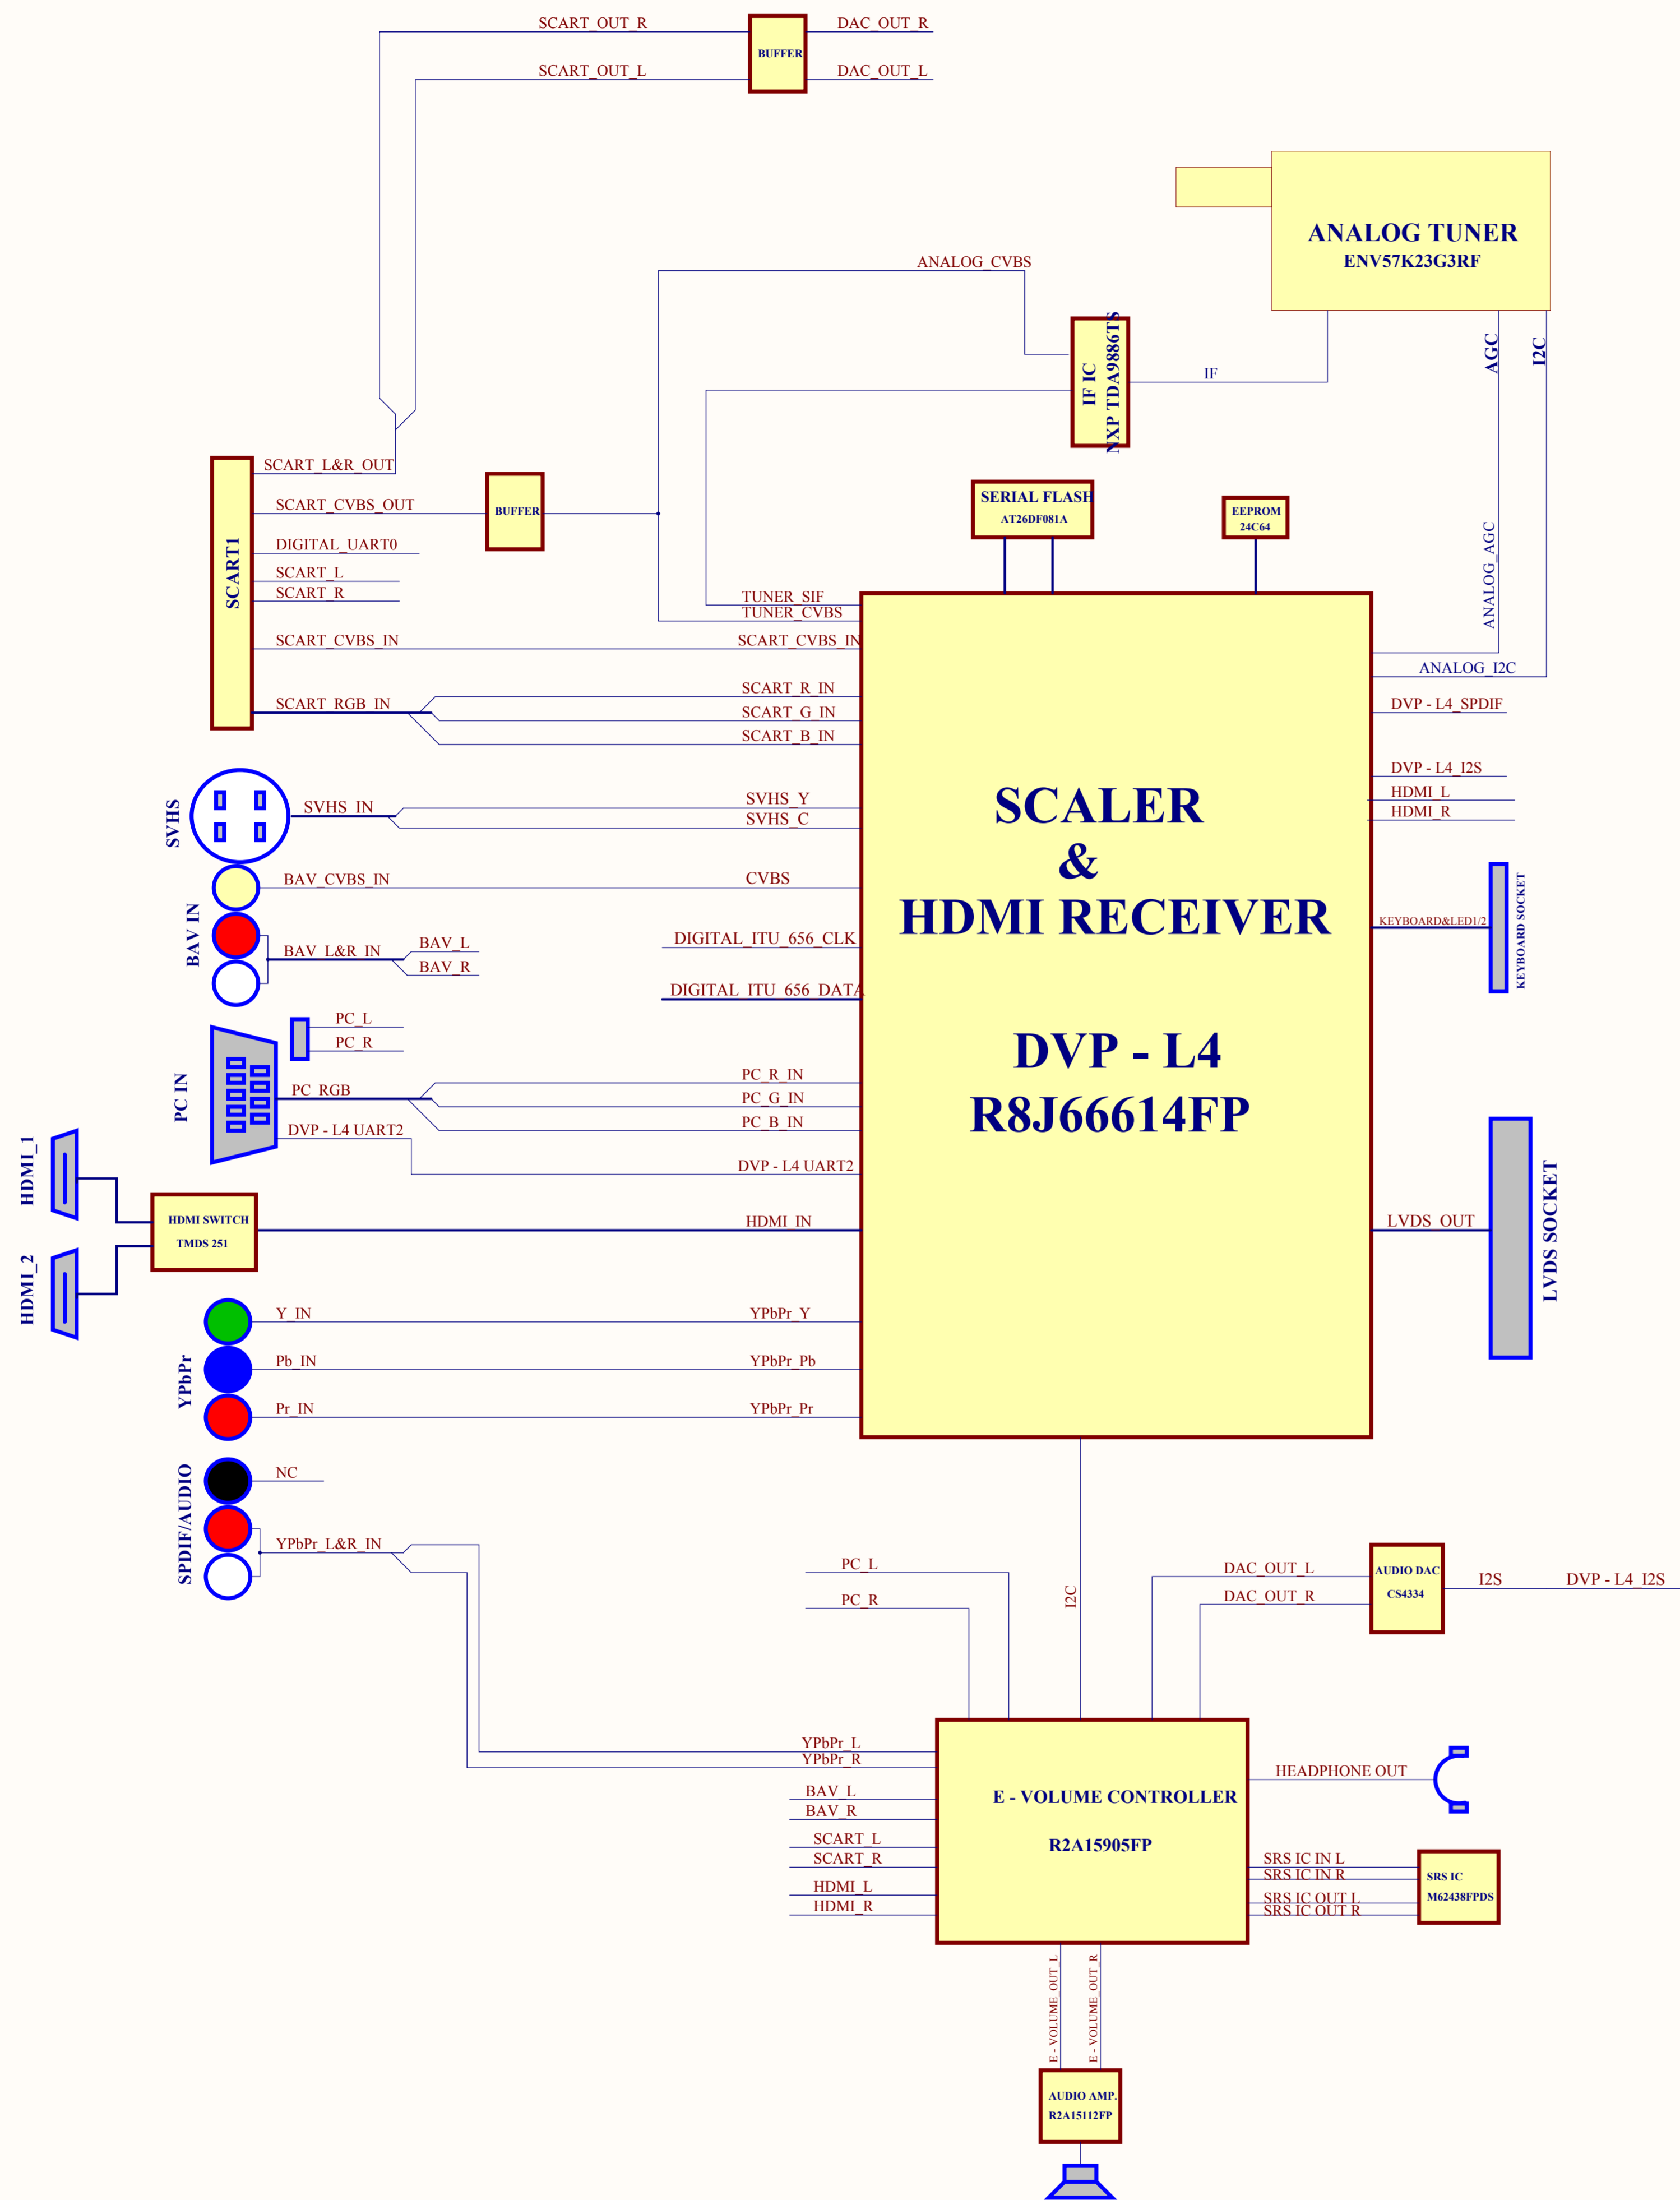 SCART_OUT_R
DAC_OUT_R
BUFFER
SCART_OUT_L
DAC_OUT_L
ANALOG TUNER
ENV57K23G3RF
ANALOG_CVBS
IF IC
NXP TDA9886TS
IF
AGC
I2C
SCART1
SCART_L&R_OUT
SCART_CVBS_OUT
BUFFER
DIGITAL_UART0
SCART_L
SCART_R
SCART_CVBS_IN
SCART_RGB_IN
SERIAL FLASH
AT26DF081A
EEPROM
24C64
ANALOG_AGC
ANALOG_I2C
TUNER_SIF
TUNER_CVBS
SCART_CVBS_IN
SCART_R_IN
SCART_G_IN
SCART_B_IN
DVP - L4_SPDIF
DVP - L4_I2S
HDMI_L
HDMI_R
SVHS
SVHS_IN
SVHS_Y
SVHS_C
SCALER
&
HDMI RECEIVER
DVP - L4
R8J66614FP
BAV IN
BAV_CVBS_IN
CVBS
BAV_L&R_IN
BAV_L
BAV_R
DIGITAL_ITU_656_CLK
DIGITAL_ITU_656_DATA
KEYBOARD&LED1/2
KEYBOARD SOCKET
PC IN
PC_L
PC_R
PC_RGB
PC_R_IN
PC_G_IN
PC_B_IN
DVP - L4 UART2
DVP - L4 UART2
HDMI_1
HDMI_2
HDMI SWITCH
TMDS 251
HDMI_IN
LVDS_OUT
LVDS SOCKET
YPbPr
Y_IN
YPbPr_Y
Pb_IN
YPbPr_Pb
Pr_IN
YPbPr_Pr
SPDIF/AUDIO
NC
YPbPr_L&R_IN
PC_L
PC_R
I2C
DAC_OUT_L
DAC_OUT_R
AUDIO DAC
CS4334
I2S
DVP - L4_I2S
YPbPr_L
YPbPr_R
BAV_L
BAV_R
SCART_L
SCART_R
HDMI_L
HDMI_R
E - VOLUME CONTROLLER
R2A15905FP
HEADPHONE OUT
SRS IC IN L
SRS IC IN R
SRS IC OUT L
SRS IC OUT R
SRS IC
M62438FPDS
E - VOLUME_OUT_L
E - VOLUME_OUT_R
AUDIO AMP.
R2A15112FP